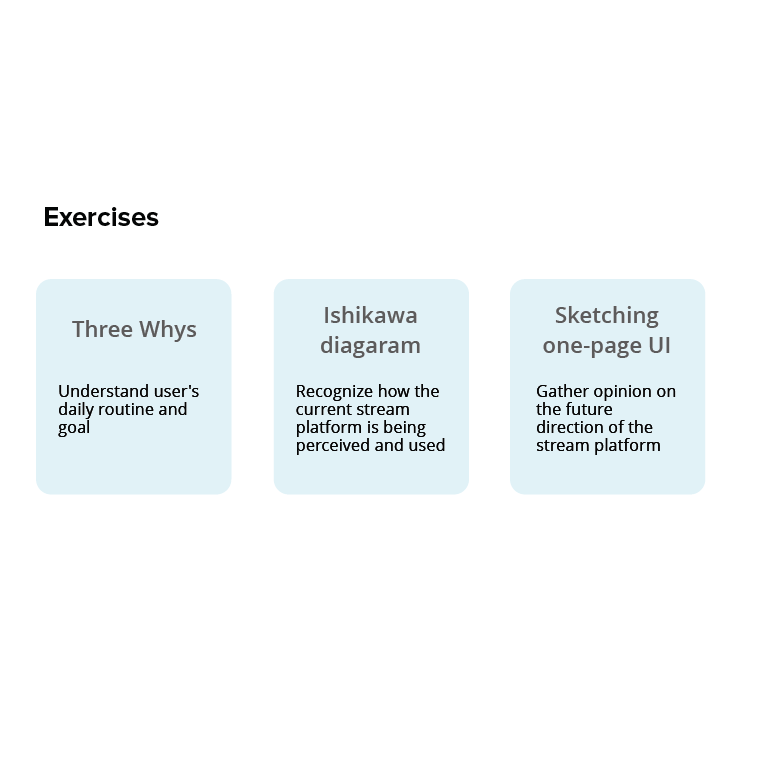 Exercises
Three Whys
Understand user's
daily routine and
goal
Ishikawa
diagaram
Recognize how the
current stream
platform is being
perceived and used
Sketching
one-page UI
Gather opinion on
the future
direction of the
stream platform